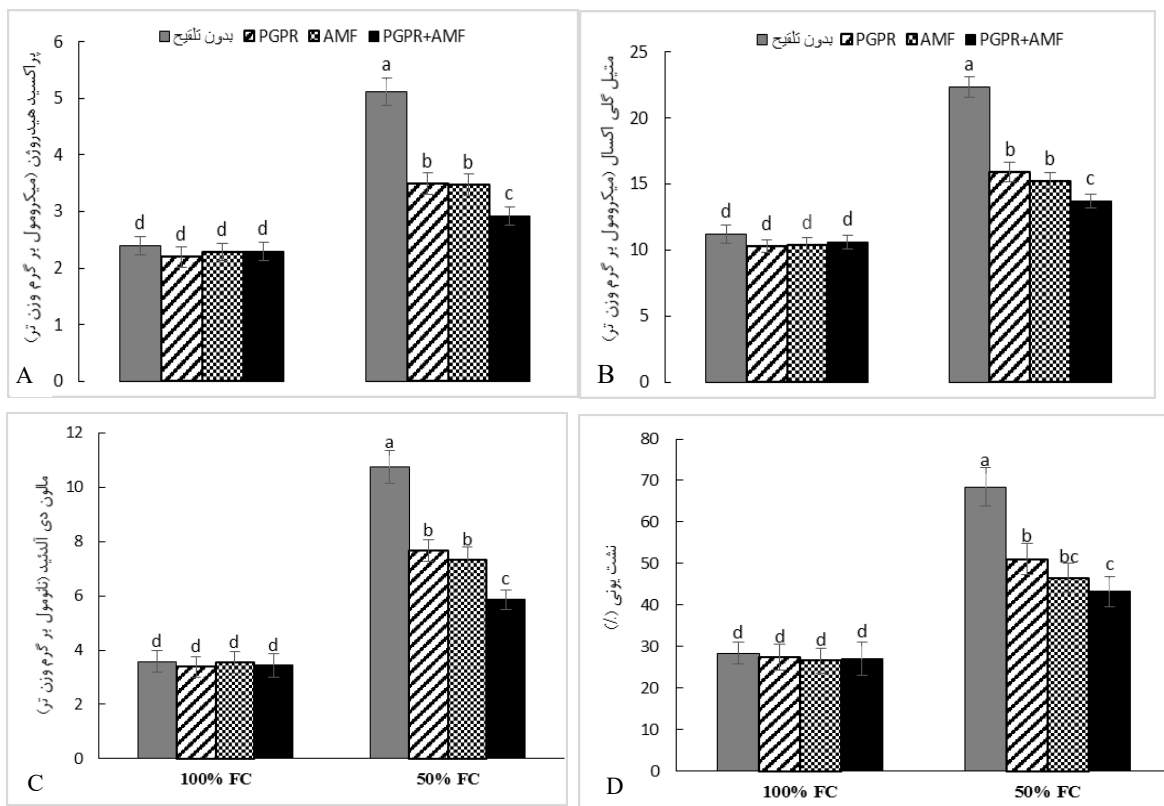 بدون تلقیح PGPR AMF PGPR+AMF
پراکسید هیدروژن (میکرومول بر گرم وزن تر)
6
5
4
3
2
1
0
d d d d a b b c
A
بدون تلقیح PGPR AMF PGPR+AMF
متیل گلی اکسال (میکرومول بر گرم وزن تر)
25
20
15
10
5
0
d d d d a b b c
B
مالون دی آلدئید (نانومول بر گرم وزن تر)
12
10
8
6
4
2
0
d d d d a b b c
100% FC 50% FC
C
نشت یونی (٪)
80
70
60
50
40
30
20
10
0
d d d d a b bc c
100% FC 50% FC
D